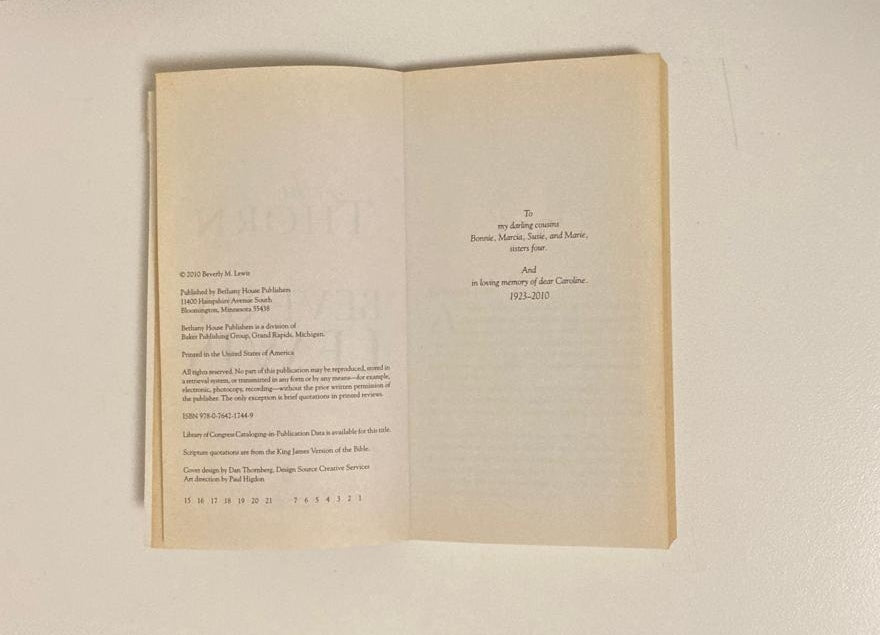 © 2010 Beverly M. Lewis
Published by Bethany House Publishers
11400 Hampshire Avenue South
Bloomington, Minnesota 55438
Bethany House Publishers is a division of
Baker Publishing Group, Grand Rapids, Michigan.
Printed in the United States of America
All rights reserved. No part of this publication may be reproduced, stored in
a retrieval system, or transmitted in any form or by any means—for example,
electronic, photocopy, recording—without the prior written permission of
the publisher. The only exception is brief quotations in printed reviews.
ISBN 978-0-7642-1744-9
Library of Congress Cataloging-in-Publication Data is available for this title.
Scripture quotations are from the King James Version of the Bible.
Cover design by Dan Thornberg, Design Source Creative Services
Art direction by Paul Higdon
15 16 17 18 19 20 21 7 6 5 4 3 2 1
To
my darling cousins
Bonnie, Marcia, Susie, and Marie,
sisters four.
And
in loving memory of dear Caroline.
1923–2010